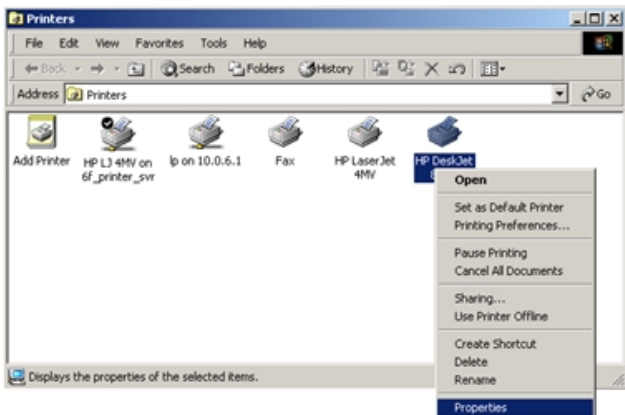 Printers
File Edit View Favorites Tools Help
Back Search Folders History
Address Printers Go
Add Printer HP LJ 4MV on 6f_printer_svr lp on 10.0.6.1 Fax HP LaserJet 4MV HP DeskJet
Open
Set as Default Printer
Printing Preferences...
Pause Printing
Cancel All Documents
Sharing...
Use Printer Offline
Create Shortcut
Delete
Rename
Properties
Displays the properties of the selected items.